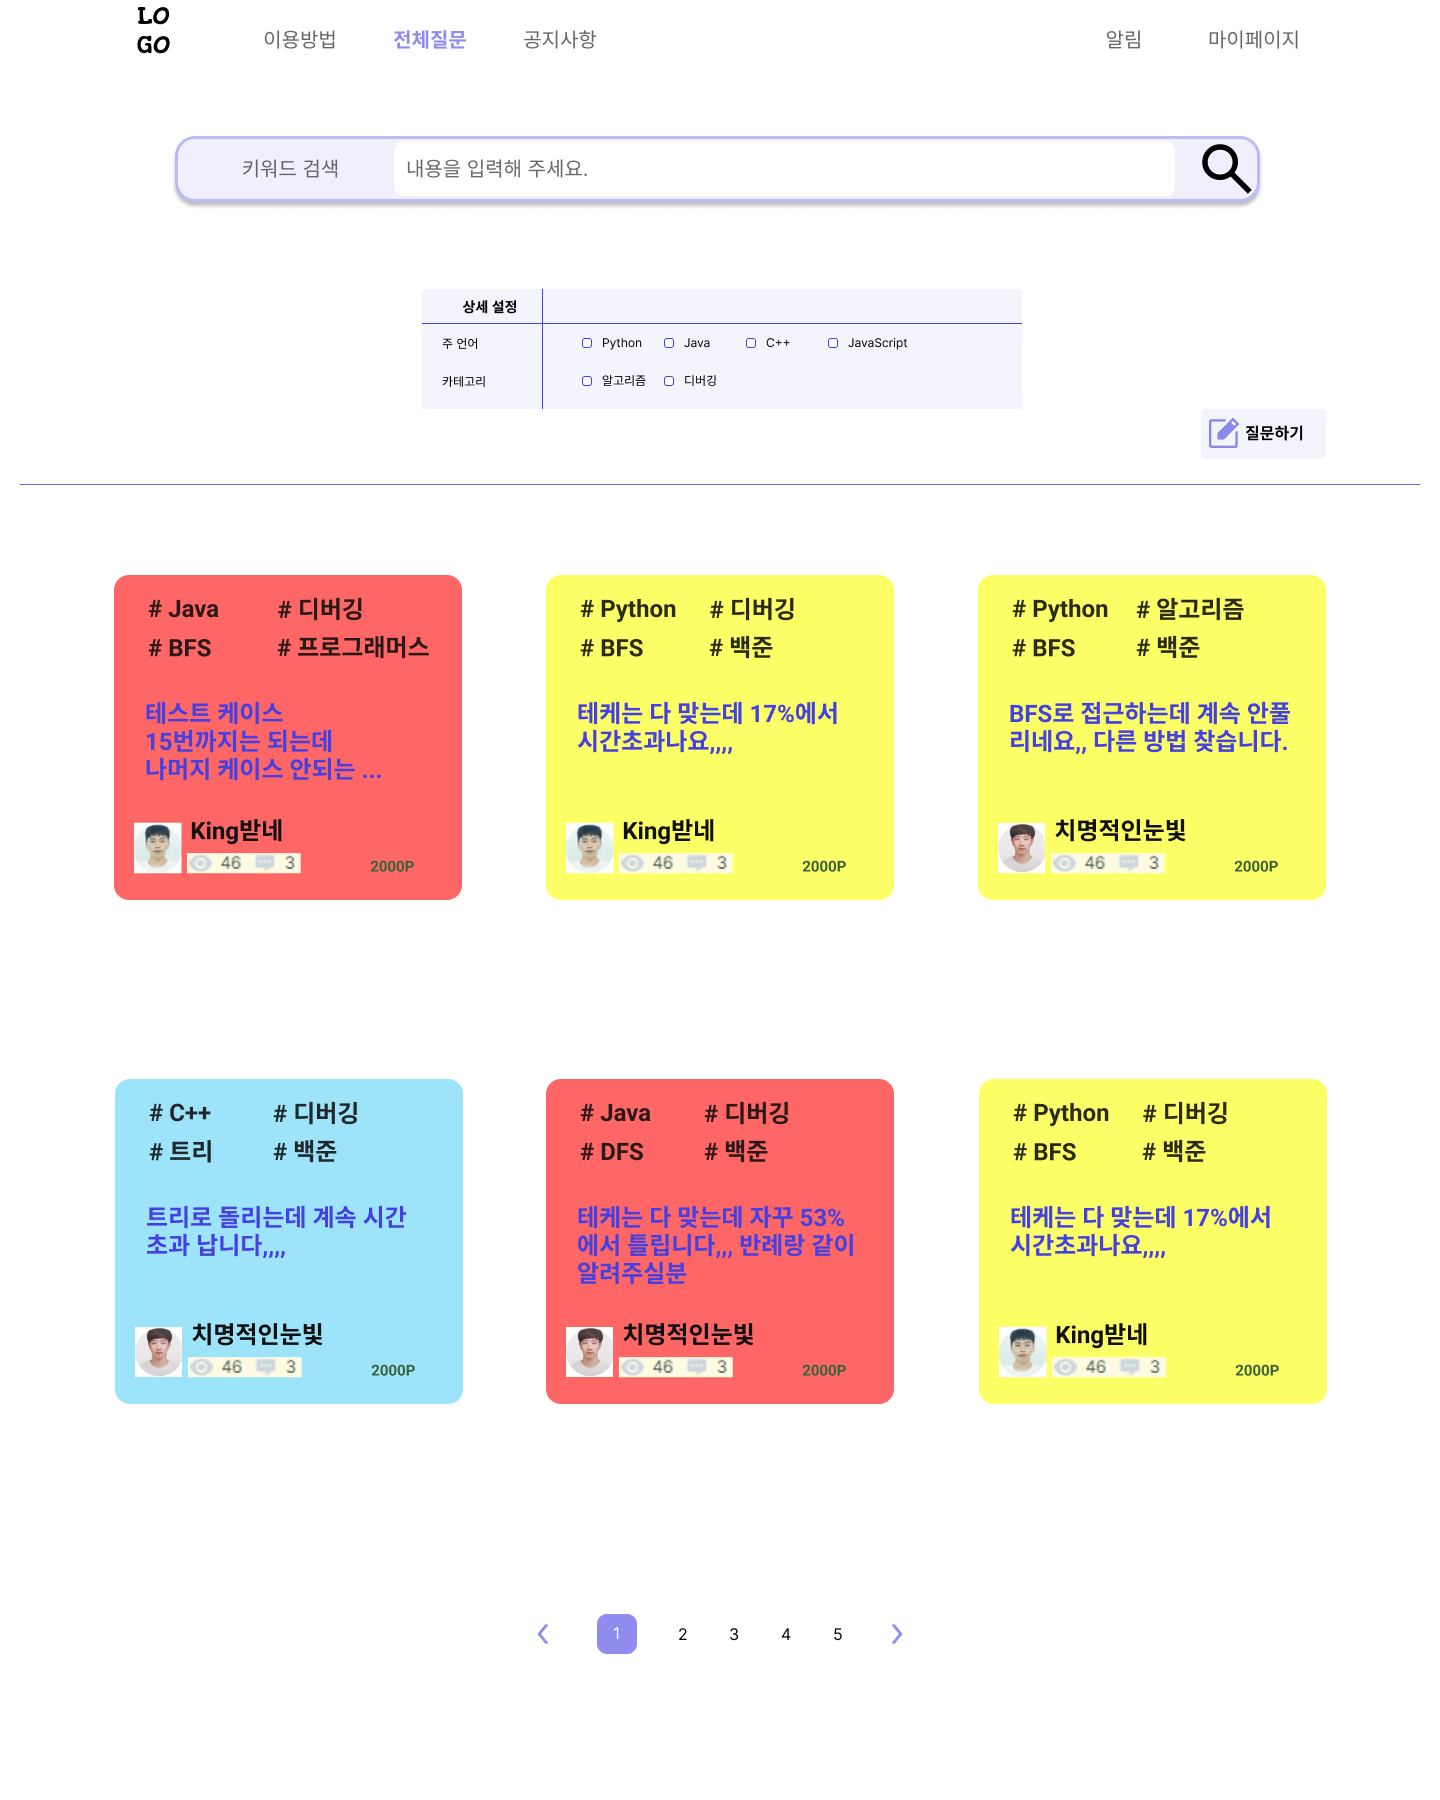 LO
GO
이용방법 전체질문 공지사항 알림 마이페이지
키워드 검색 내용을 입력해 주세요.
상세 설정
주 언어 Python Java C++ JavaScript
카테고리 알고리즘 디버깅
질문하기
# Java # 디버깅
# BFS # 프로그래머스
테스트 케이스
15번까지는 되는데
나머지 케이스 안되는 ...
King받네
46 3 2000P
# Python # 디버깅
# BFS # 백준
테케는 다 맞는데 17%에서
시간초과나요,,,,
King받네
46 3 2000P
# Python # 알고리즘
# BFS # 백준
BFS로 접근하는데 계속 안풀
리네요,, 다른 방법 찾습니다.
치명적인눈빛
46 3 2000P
# C++ # 디버깅
# 트리 # 백준
트리로 돌리는데 계속 시간
초과 납니다,,,,
치명적인눈빛
46 3 2000P
# Java # 디버깅
# DFS # 백준
테케는 다 맞는데 자꾸 53%
에서 틀립니다,,, 반례랑 같이
알려주실분
치명적인눈빛
46 3 2000P
# Python # 디버깅
# BFS # 백준
테케는 다 맞는데 17%에서
시간초과나요,,,,
King받네
46 3 2000P
1 2 3 4 5